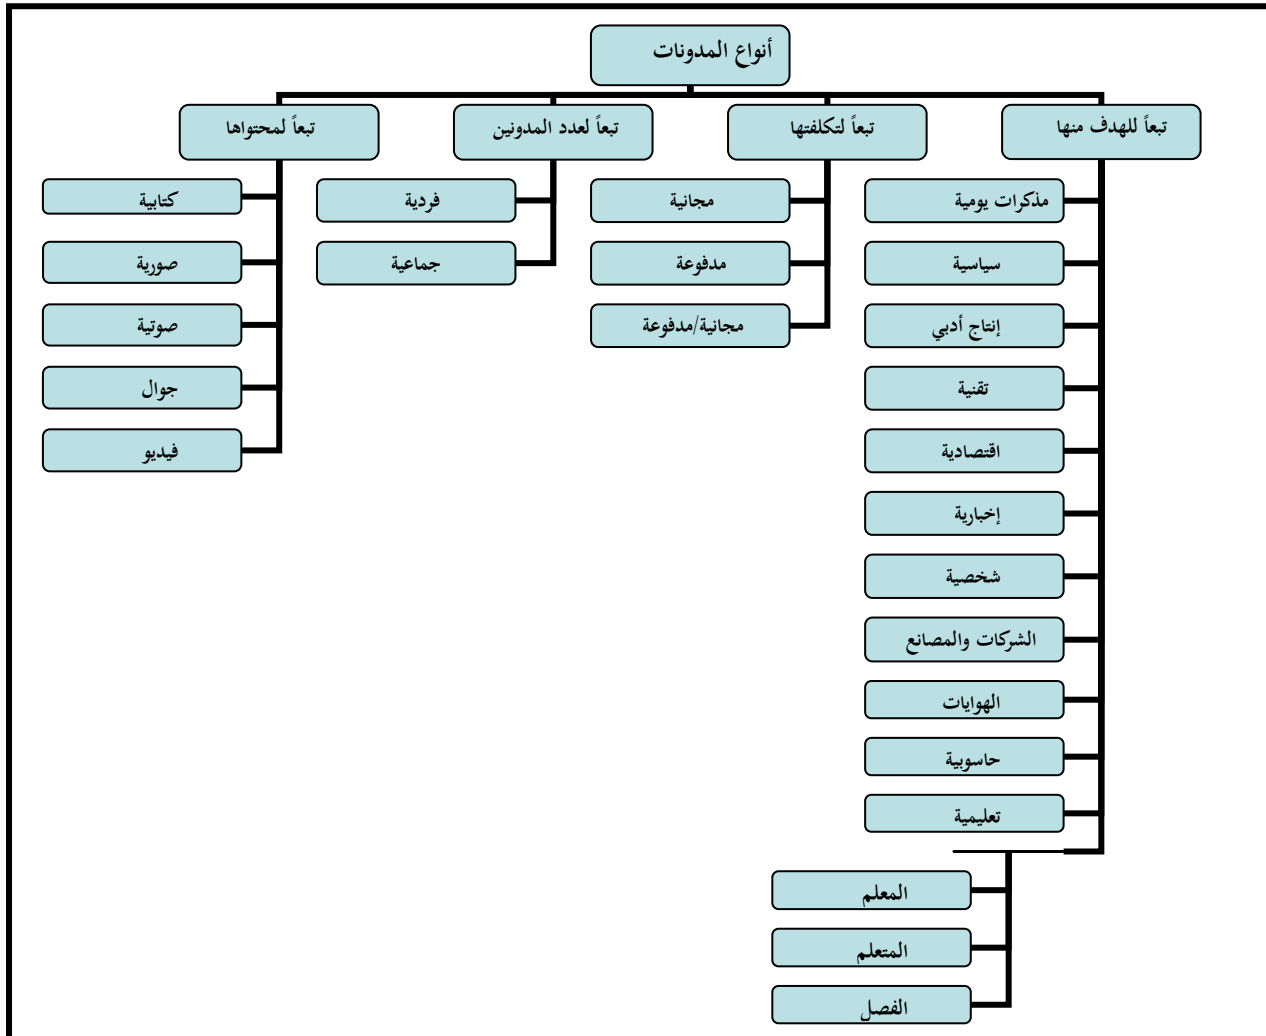 أنواع المدونات
تبعاً للهدف منها
تبعاً لتكلفتها
تبعاً لعدد المدونين
تبعاً لمحتواها
مذكرات يومية
سياسية
إنتاج أدبي
تقنية
اقتصادية
إخبارية
شخصية
الشركات والمصانع
الهوايات
حاسوبية
تعليمية
المعلم
المتعلم
الفصل
مجانية
مدفوعة
مجانية/مدفوعة
فردية
جماعية
كتابية
صورية
صوتية
جوال
فيديو